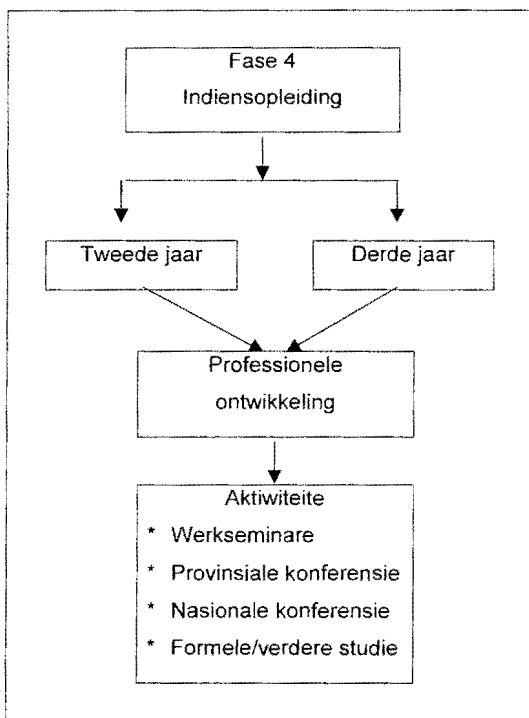 Fase 4
Indiensopleiding
Tweede jaar
Derde jaar
Professionele
ontwikkeling
Aktiwiteite
* Werkseminare
* Provinsiale konferensie
* Nasionale konferensie
* Formele/verdere studie